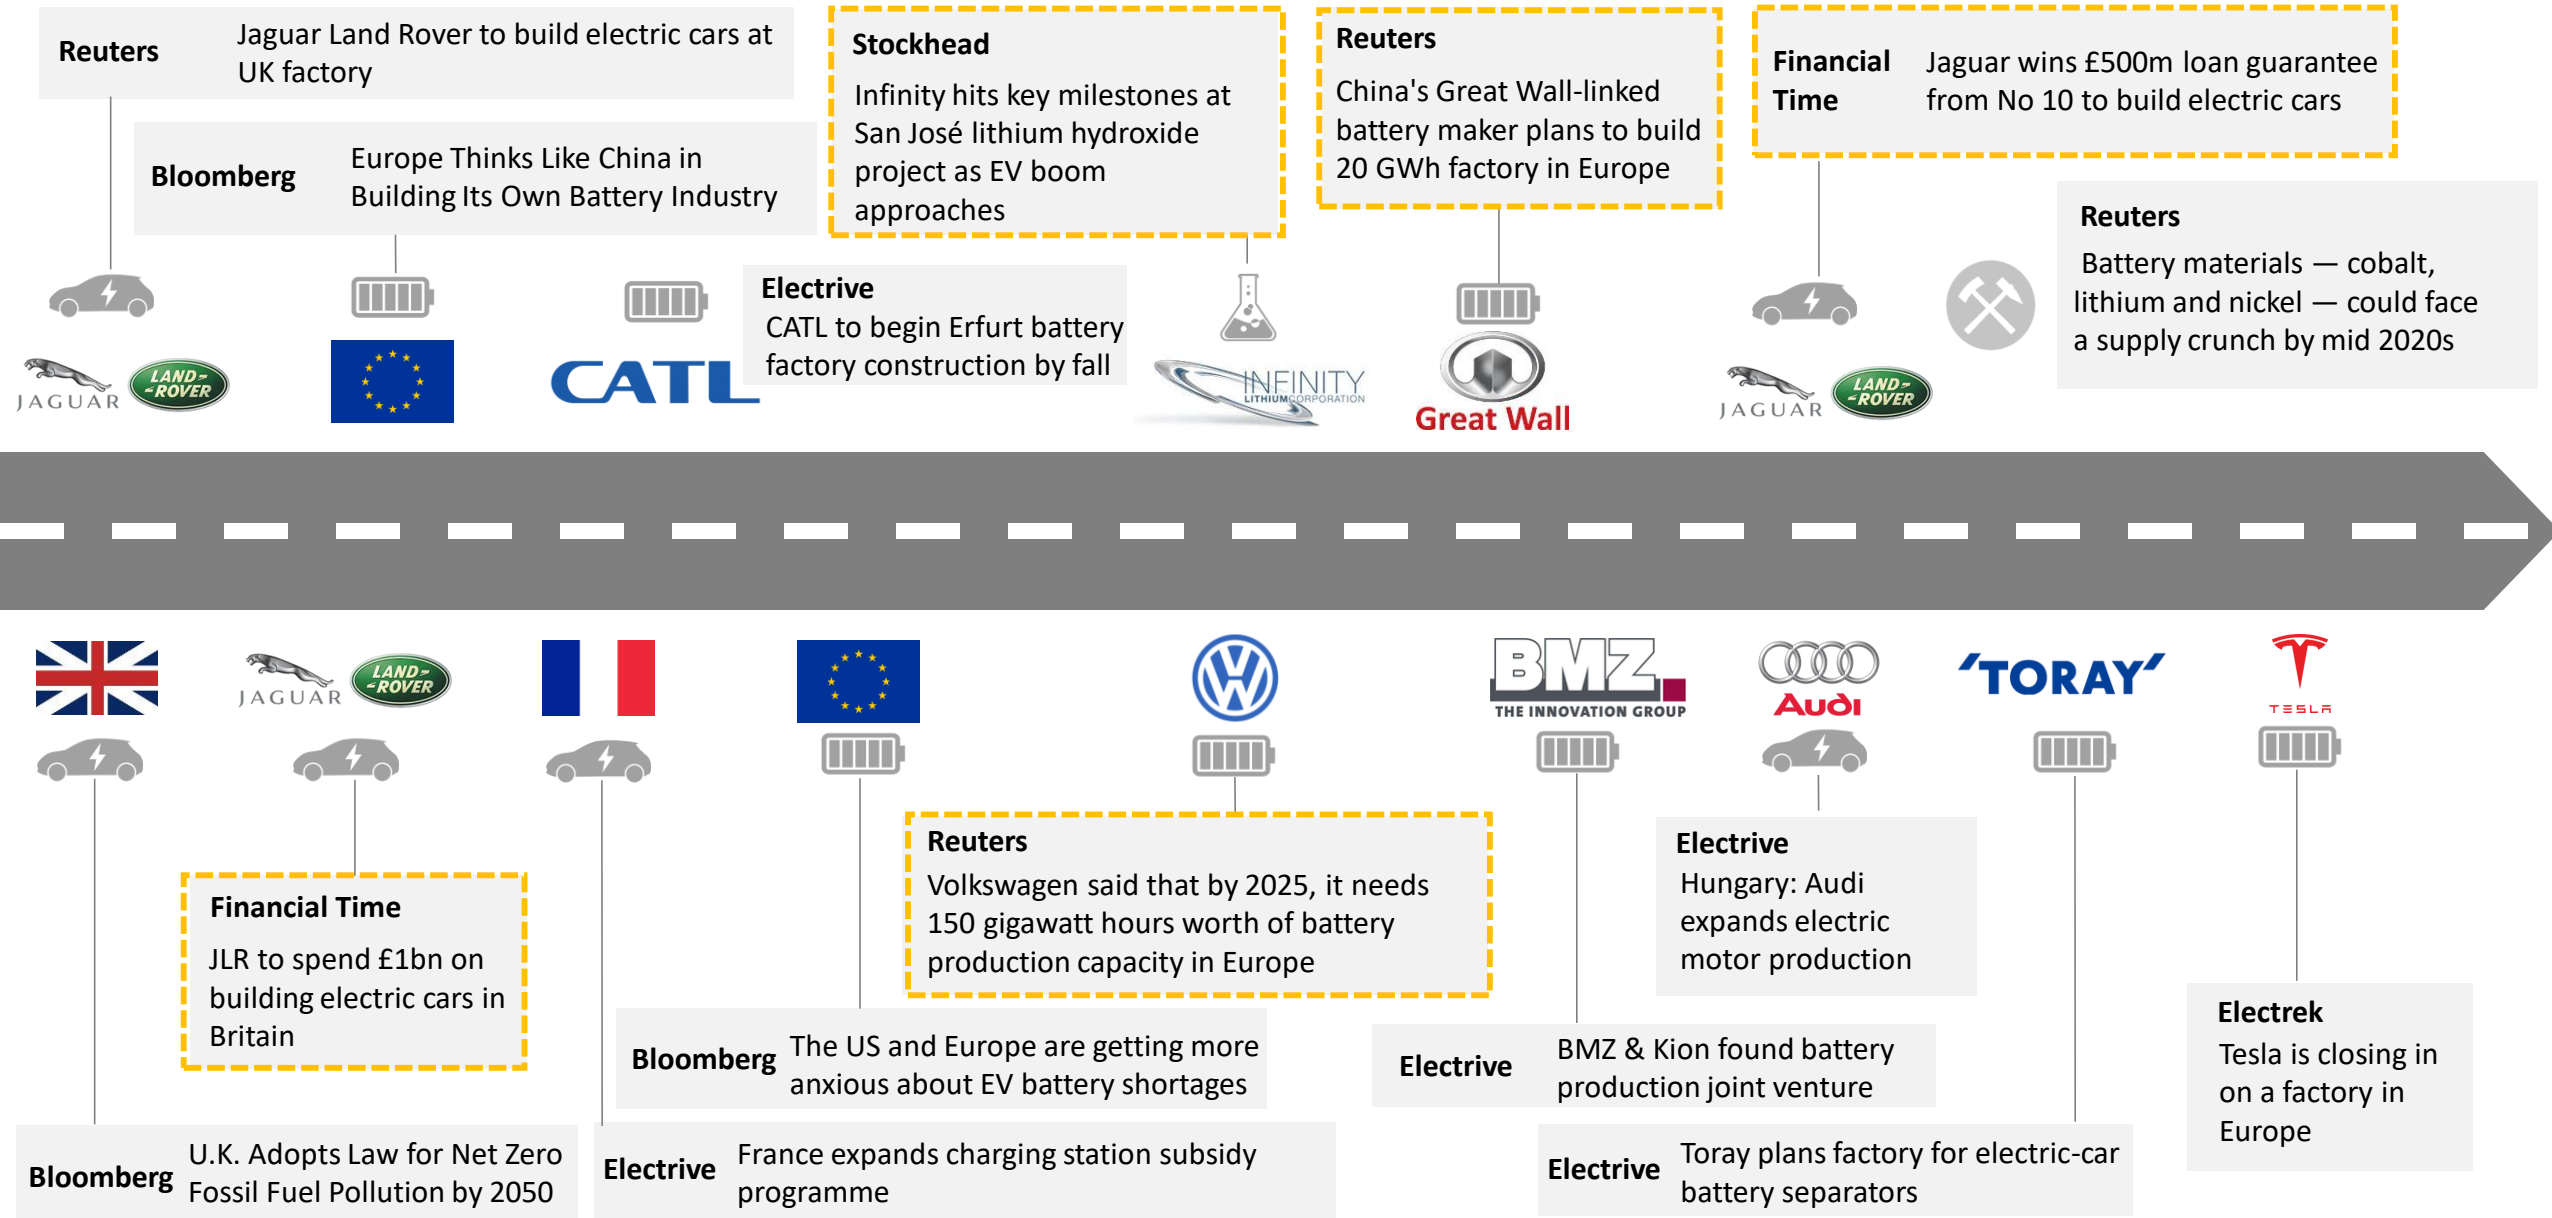 Reuters
Jaguar Land Rover to build electric cars at
UK factory
Bloomberg
Europe Thinks Like China in
Building Its Own Battery Industry
Stockhead
Infinity hits key milestones at
San José lithium hydroxide
project as EV boom
approaches
Reuters
China's Great Wall-linked
battery maker plans to build
20 GWh factory in Europe
Financial
Time
Jaguar wins £500m loan guarantee
from No 10 to build electric cars
Reuters
Battery materials — cobalt,
lithium and nickel — could face
a supply crunch by mid 2020s
Electrive
CATL to begin Erfurt battery
factory construction by fall
JAGUAR
LAND-
-ROVER
CATL
INFINITY
LITHIUMCORPORATION
Great Wall
JAGUAR
LAND-
-ROVER
JAGUAR
LAND-
-ROVER
BMZ
THE INNOVATION GROUP
Audi
'TORAY'
TESLA
Financial Time
JLR to spend £1bn on
building electric cars in
Britain
Reuters
Volkswagen said that by 2025, it needs
150 gigawatt hours worth of battery
production capacity in Europe
Electrive
Hungary: Audi
expands electric
motor production
Electrek
Tesla is closing in
on a factory in
Europe
Bloomberg
The US and Europe are getting more
anxious about EV battery shortages
Electrive
BMZ & Kion found battery
production joint venture
Bloomberg
U.K. Adopts Law for Net Zero
Fossil Fuel Pollution by 2050
Electrive
France expands charging station subsidy
programme
Electrive
Toray plans factory for electric-car
battery separators